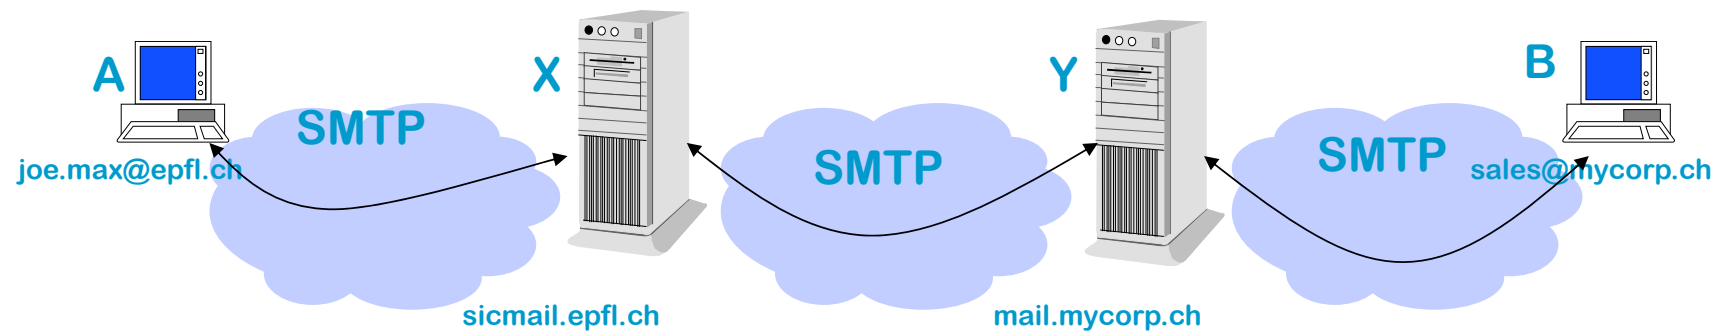 A
X
Y
B
SMTP
SMTP
SMTP
joe.max@epfl.ch
sales@mycorp.ch
sicmail.epfl.ch
mail.mycorp.ch